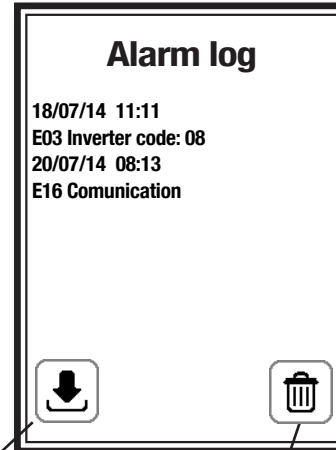 Alarm log
18/07/14 11:11
E03 Inverter code: 08
20/07/14 08:13
E16 Comunication